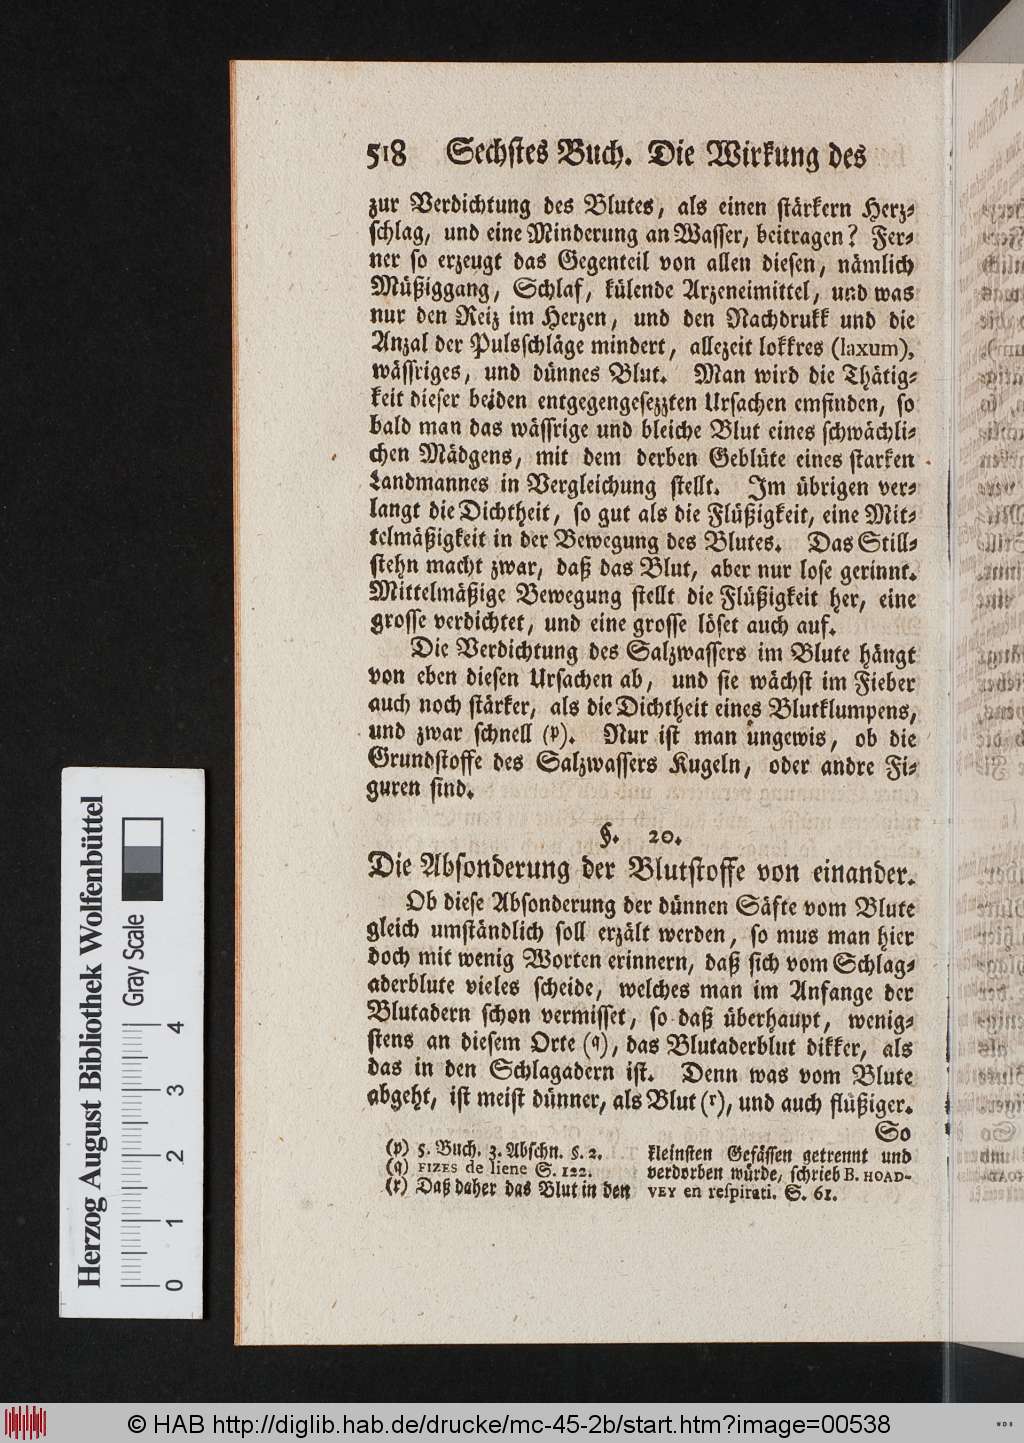 518 Sechstes Buch. Die Wirkung des
zur Verdichtung des Blutes, als einen stärkern Herz-
schlag, und eine Minderung an Wasser, beitragen? Fer-
ner so erzeugt das Gegenteil von allen diesen, nämlich
Müßiggang, Schlaf, külende Arzeneimittel, und was
nur den Reiz im Herzen, und den Nachdrukk und die
Anzal der Pulsschläge mindert, allezeit lokkres (laxum),
wässriges, und dünnes Blut. Man wird die Thätig-
keit dieser beiden entgegengesezzten Ursachen emfinden, so
bald man das wässrige und bleiche Blut eines schwächli-
chen Mädgens, mit dem derben Geblüte eines starken
Landmannes in Vergleichung stellt. Im übrigen ver-
langt die Dichtheit, so gut als die Flüßigkeit, eine Mit-
telmäßigkeit in der Bewegung des Blutes. Das Still-
stehn macht zwar, daß das Blut, aber nur lose gerinnt.
Mittelmäßige Bewegung stellt die Flüßigkeit her, eine
grosse verdichtet, und eine grosse löset auch auf.
Die Verdichtung des Salzwassers im Blute hängt
von eben diesen Ursachen ab, und sie wächst im Fieber
auch noch stärker, als die Dichtheit eines Blutklumpens,
und zwar schnell (p). Nur ist man ungewis, ob die
Grundstoffe des Salzwassers Kugeln, oder andre Fi-
guren sind.
§. 20.
Die Absonderung der Blutstoffe von einander.
Ob diese Absonderung der dünnen Säfte vom Blute
gleich umständlich soll erzält werden, so mus man hier
doch mit wenig Worten erinnern, daß sich vom Schlag-
aderblute vieles scheide, welches man im Anfange der
Blutadern schon vermisset, so daß überhaupt, wenig-
stens an diesem Orte (q), das Blutaderblut dikker, als
das in den Schlagadern ist. Denn was vom Blute
abgeht, ist meist dünner, als Blut (r), und auch flüßiger.
So
(p) 5. Buch. 3. Abschn. §. 2.
(q) FIZES de liene S. 122.
(r) Daß daher das Blut in den
kleinsten Gefässen getrennt und
verdorben würde, schrieb B. HOAD-
VEY en respirati. S. 61.
Herzog August Bibliothek Wolfenbüttel
Gray Scale
0 1 2 3 4
© HAB http://diglib.hab.de/drucke/mc-45-2b/start.htm?image=00538